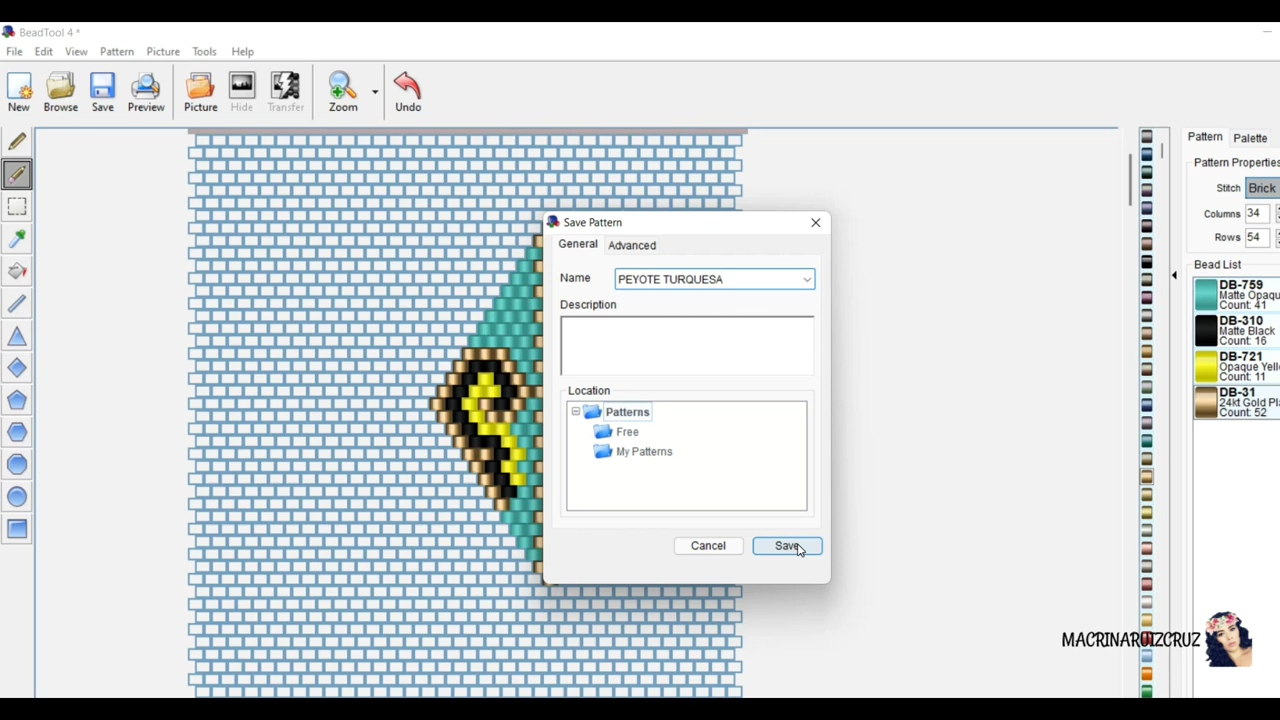 BeadTool 4 *
File Edit View Pattern Picture Tools Help
New Browse Save Preview Picture Hide Transfer Zoom Undo
Pattern Palette
Pattern Properties
Stitch Brick
Columns 34
Rows 54
Bead List
DB-759
Matte Opaqu
Count: 41
DB-310
Matte Black
Count: 16
DB-721
Opaque Yell
Count: 11
DB-31
24kt Gold Pla
Count: 52
Save Pattern
General Advanced
Name PEYOTE TURQUESA
Description
Location
Patterns
Free
My Patterns
Cancel Save
MACRINARUIZCRUZ